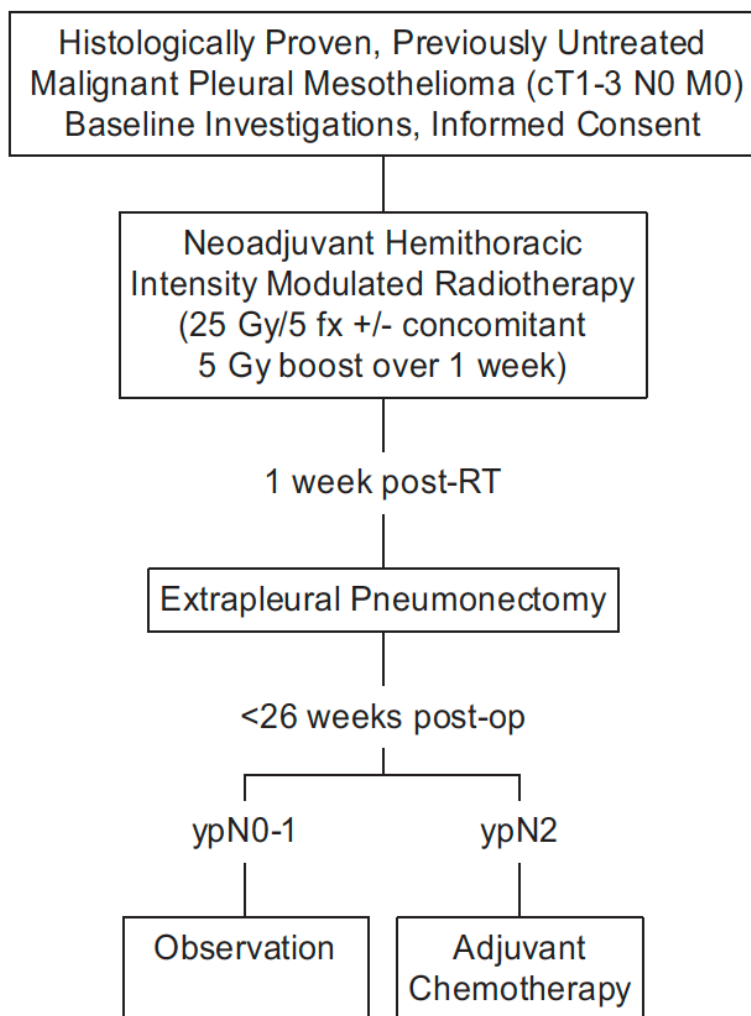 Histologically Proven, Previously Untreated
Malignant Pleural Mesothelioma (cT1-3 N0 M0)
Baseline Investigations, Informed Consent
Neoadjuvant Hemithoracic
Intensity Modulated Radiotherapy
(25 Gy/5 fx +/- concomitant
5 Gy boost over 1 week)
1 week post-RT
Extrapleural Pneumonectomy
<26 weeks post-op
ypN0-1
ypN2
Observation
Adjuvant
Chemotherapy